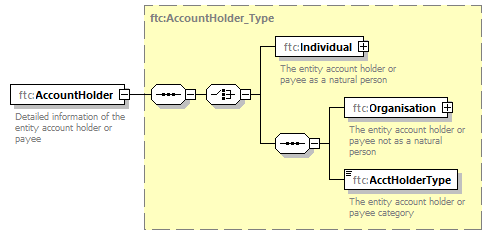 ftc:AccountHolder_Type
ftc:Individual
The entity account holder or
payee as a natural person
ftc:AccountHolder
Detailed information of the
entity account holder or
payee
ftc:Organisation
The entity account holder or
payee not as a natural
person
ftc:AcctHolderType
The entity account holder or
payee category